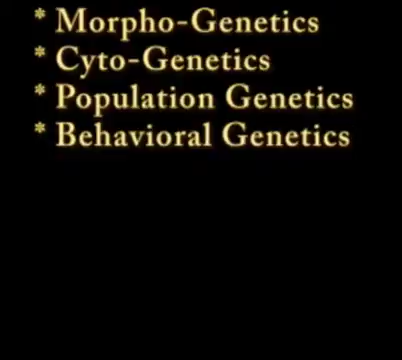 * Morpho-Genetics
* Cyto-Genetics
* Population Genetics
* Behavioral Genetics